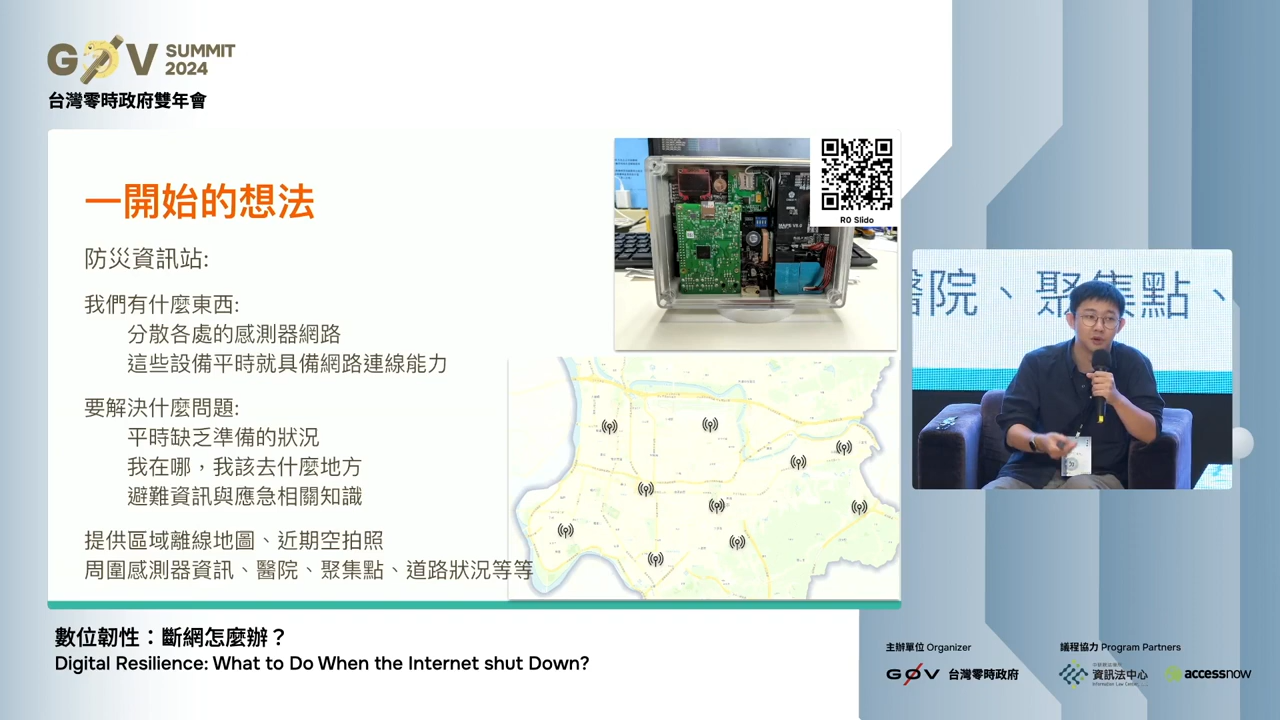 G0V SUMMIT 2024
台灣零時政府雙年會
一開始的想法
防災資訊站:
我們有什麼東西:
分散各處的感測器網路
這些設備平時就具備網路連線能力
要解決什麼問題:
平時缺乏準備的狀況
我在哪，我該去什麼地方
避難資訊與應急相關知識
提供區域離線地圖、近期空拍照
周圍感測器資訊、醫院、聚集點、道路狀況等等
R0 Slido
醫院、聚集點、
數位韌性：斷網怎麼辦？
Digital Resilience: What to Do When the Internet shut Down?
主辦單位 Organizer
G0V 台灣零時政府
議程協力 Program Partners
資訊法中心
Information Law Center
accessnow